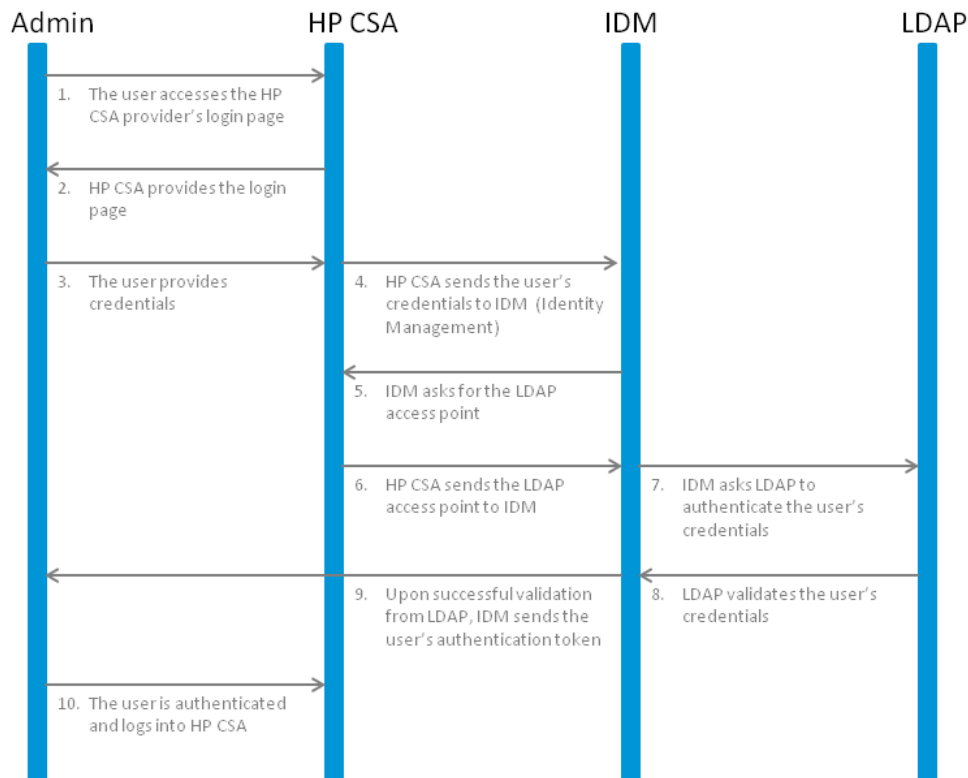 Admin
HP CSA
IDM
LDAP
1. The user accesses the HP
CSA provider's login page
2. HP CSA provides the login
page
3. The user provides
credentials
4. HP CSA sends the user's
credentials to IDM (Identity
Management)
5. IDM asks for the LDAP
access point
6. HP CSA sends the LDAP
access point to IDM
7. IDM asks LDAP to
authenticate the user's
credentials
8. LDAP validates the user's
credentials
9. Upon successful validation
from LDAP, IDM sends the
user's authentication token
10. The user is authenticated
and logs into HP CSA